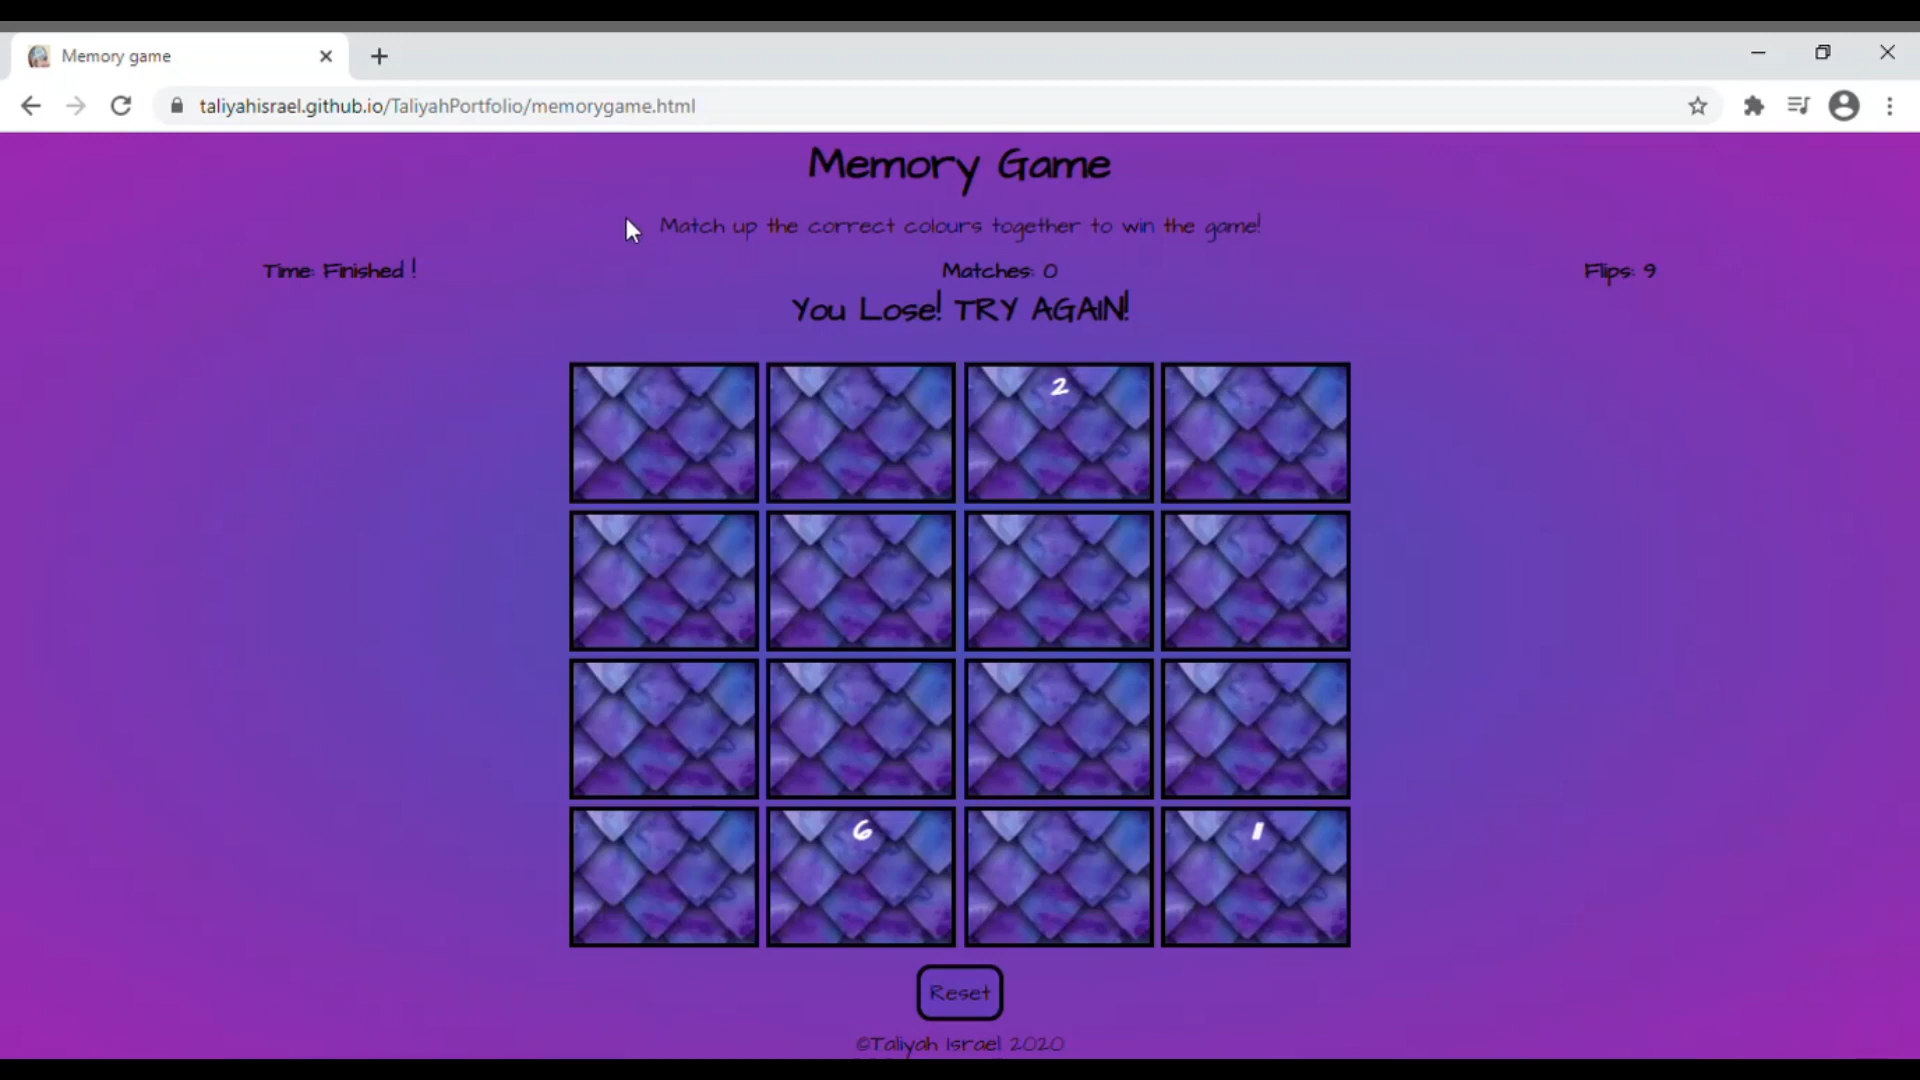 Memory game
taliyahisrael.github.io/TaliyahPortfolio/memorygame.html
Memory Game
Match up the correct colours together to win the game!
Time: Finished !
Matches: 0
Flips: 9
You Lose! TRY AGAIN!
2
6
1
Reset
©Taliyah Israel 2020